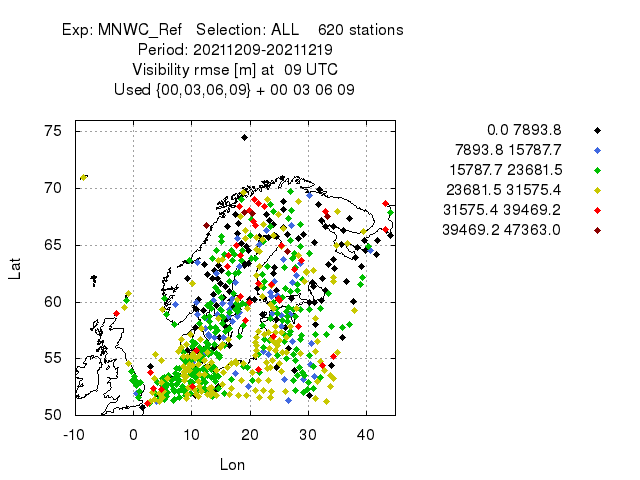 Exp: MNWC_Ref Selection: ALL 620 stations
Period: 20211209-20211219
Visibility rmse [m] at 09 UTC
Used {00,03,06,09} + 00 03 06 09
0.0 7893.8
7893.8 15787.7
15787.7 23681.5
23681.5 31575.4
31575.4 39469.2
39469.2 47363.0
75
70
65
60
55
50
Lat
-10 0 10 20 30 40
Lon